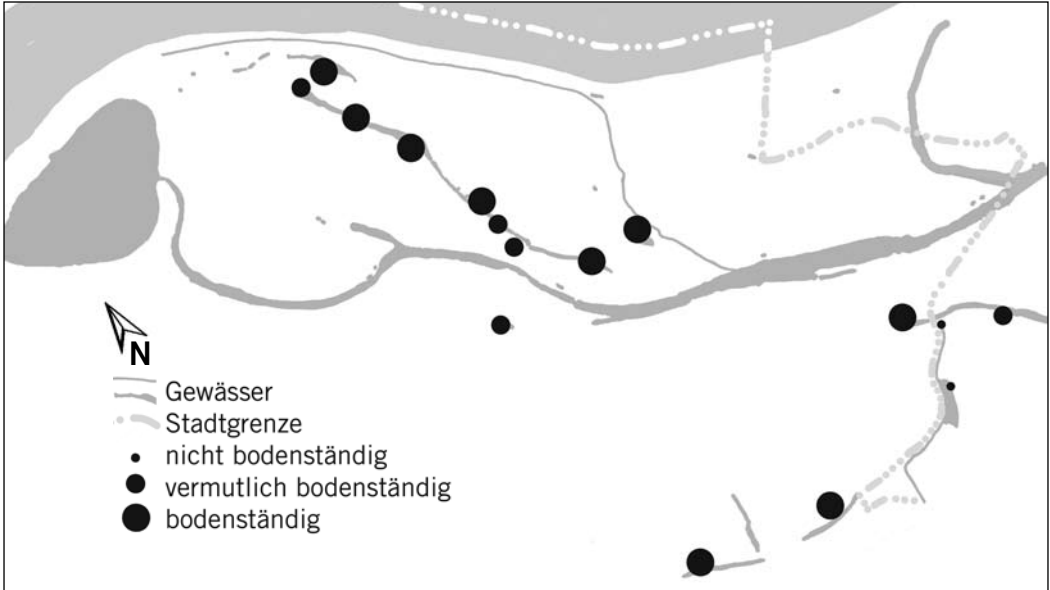 N
Gewässer
Stadtgrenze
nicht bodenständig
vermutlich bodenständig
bodenständig